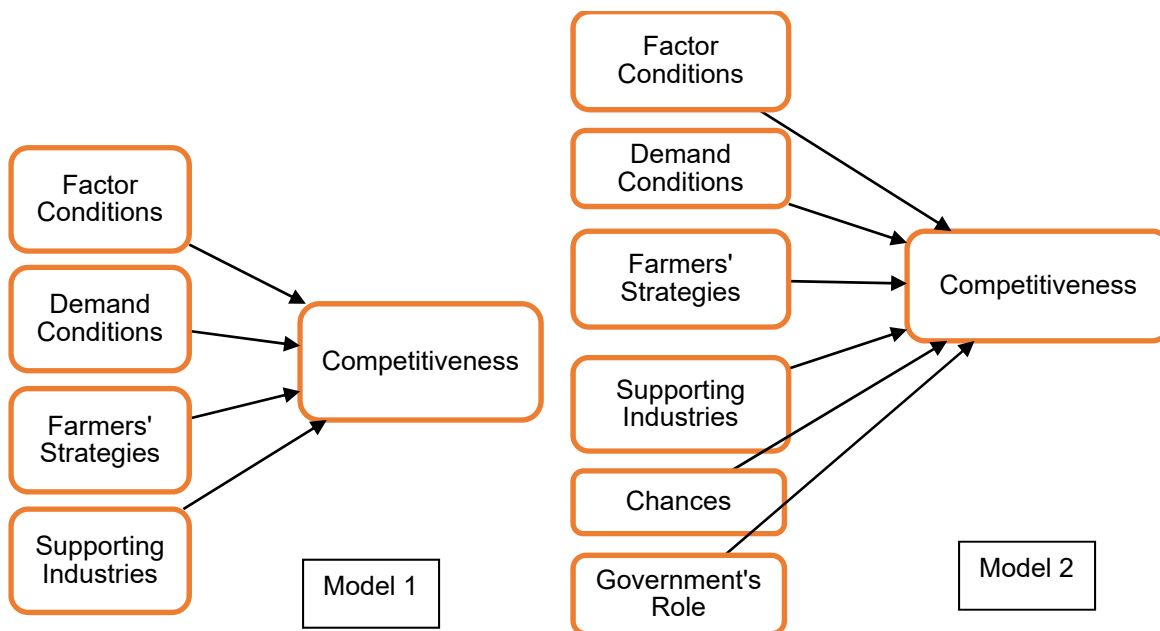 Factor
Conditions
Demand
Conditions
Farmers'
Strategies
Supporting
Industries
Competitiveness
Model 1
Factor
Conditions
Demand
Conditions
Farmers'
Strategies
Supporting
Industries
Chances
Government's
Role
Competitiveness
Model 2